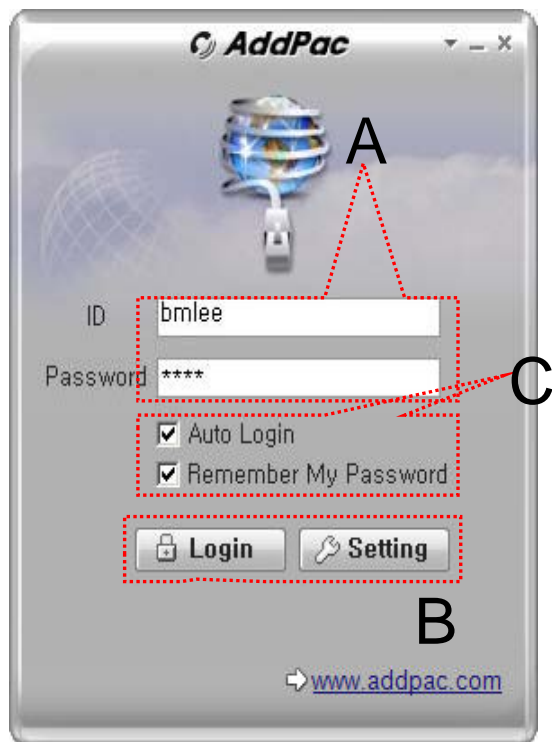 AddPac
A
ID
bmlee
Password
****
C
Auto Login
Remember My Password
Login
Setting
B
www.addpac.com